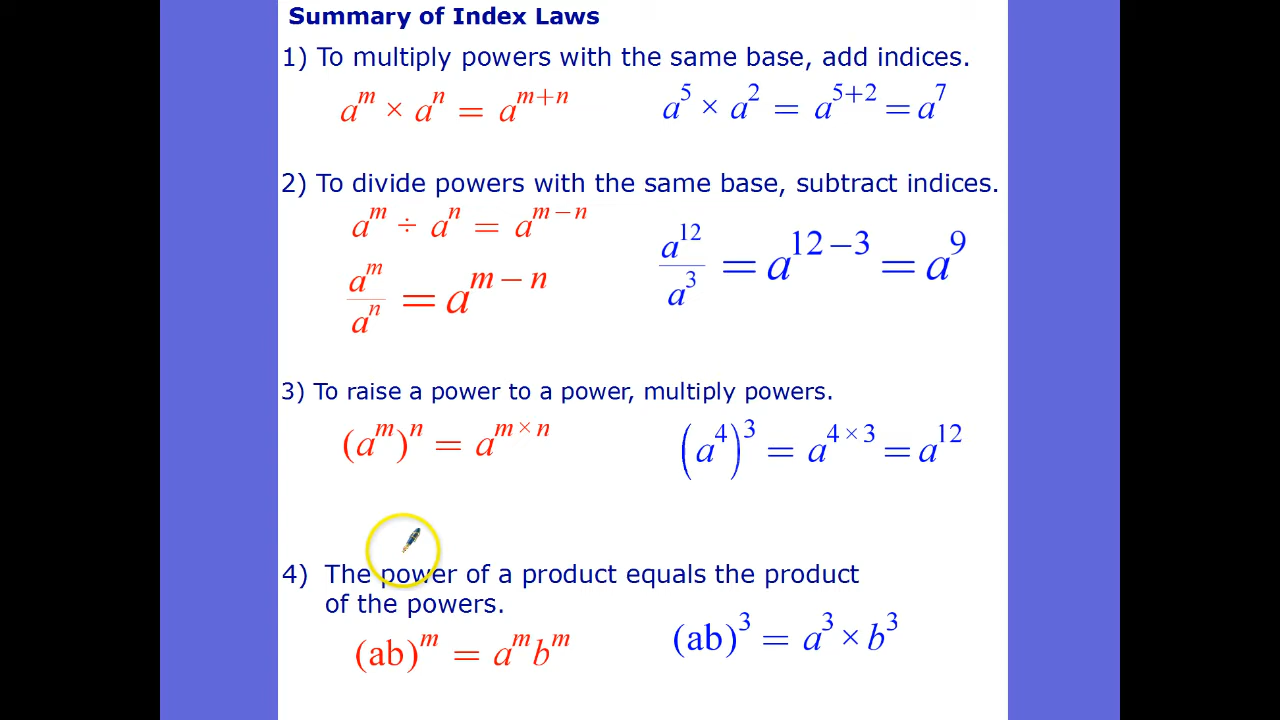 Summary of Index Laws
1) To multiply powers with the same base, add indices.
a^m × a^n = a^(m+n)    a^5 × a^2 = a^(5+2) = a^7
2) To divide powers with the same base, subtract indices.
a^m ÷ a^n = a^(m−n)
a^m/a^n = a^(m−n)    a^12/a^3 = a^(12−3) = a^9
3) To raise a power to a power, multiply powers.
(a^m)^n = a^(m×n)    (a^4)^3 = a^(4×3) = a^12
4) The power of a product equals the product
of the powers.
(ab)^m = a^m b^m    (ab)^3 = a^3 × b^3